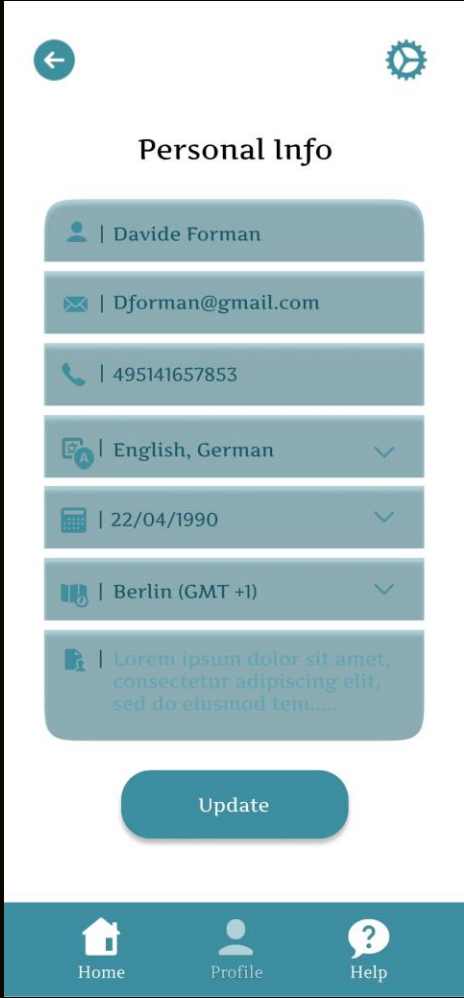 Personal Info
| Davide Forman
| Dforman@gmail.com
| 495141657853
A | English, German
| 22/04/1990
| Berlin (GMT +1)
| Lorem ipsum dolor sit amet,
consectetur adipiscing elit,
sed do eiusmod tem.....
Update
?
Home Profile Help